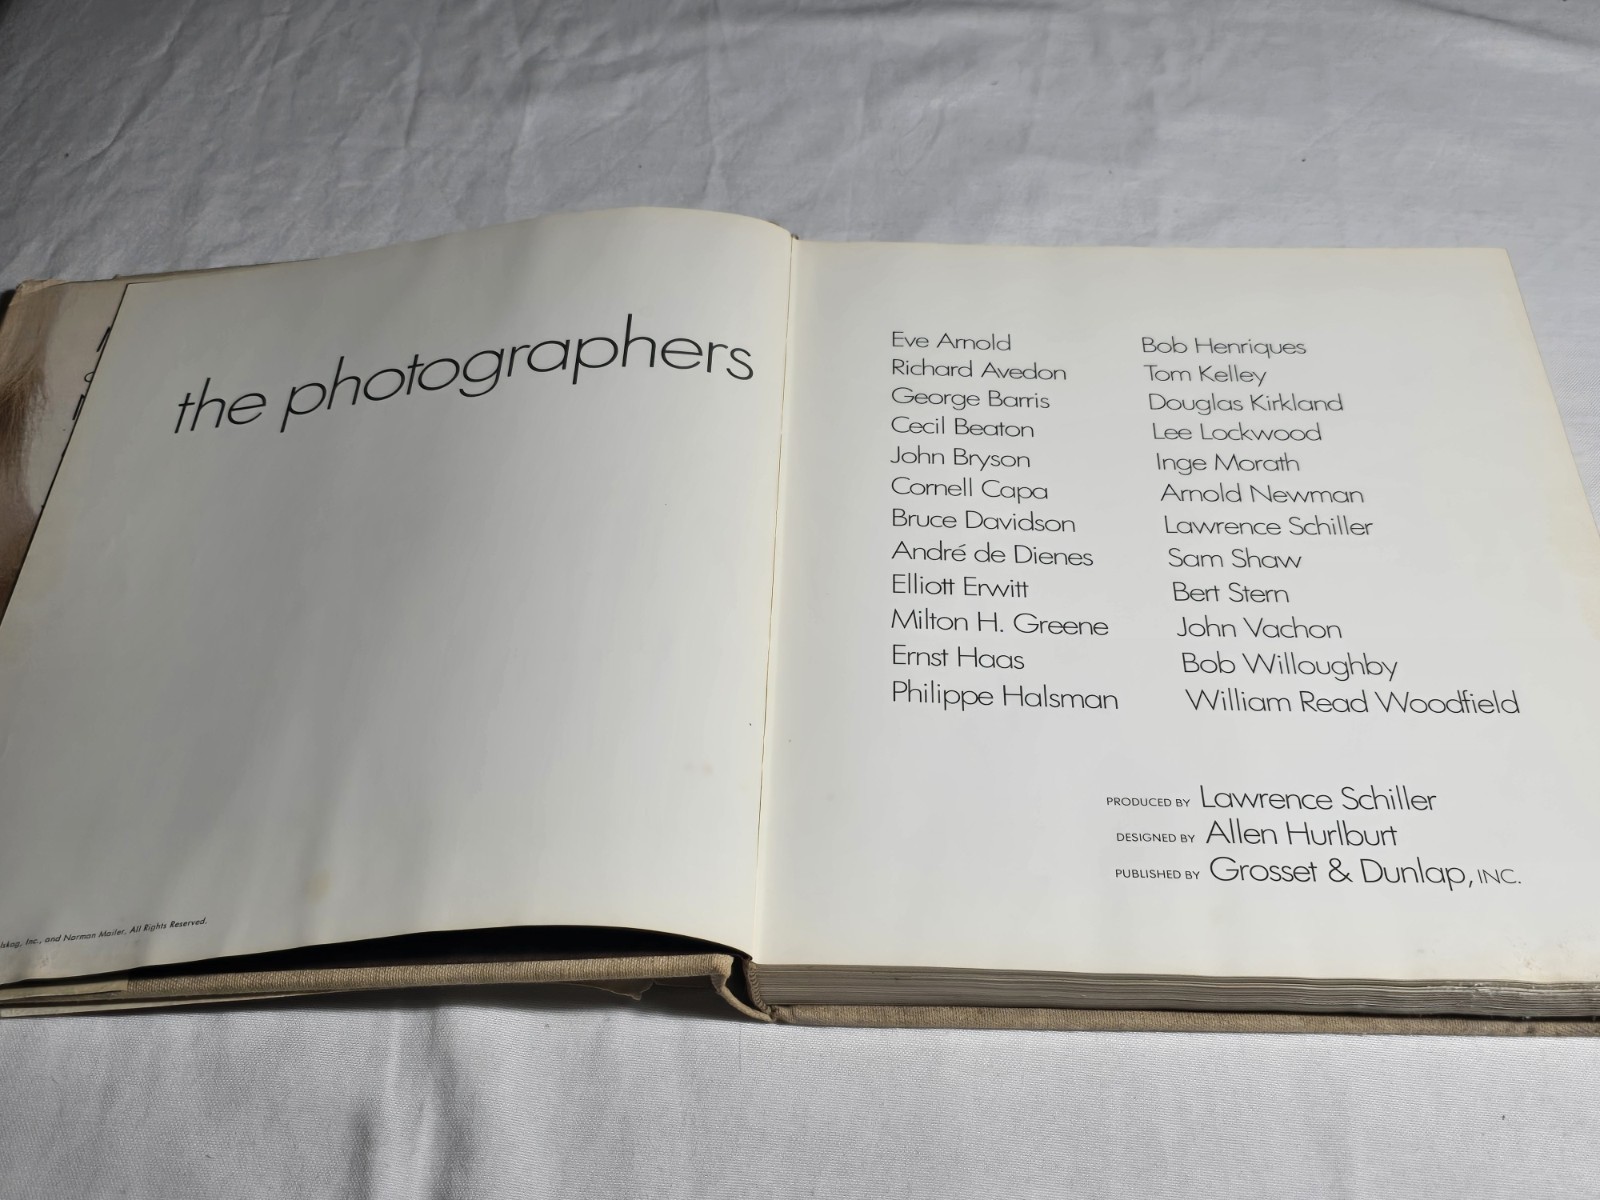 the photographers
Inc., and Norman Mailer, All Rights Reserved.
Eve Arnold
Richard Avedon
George Barris
Cecil Beaton
John Bryson
Cornell Capa
Bruce Davidson
André de Dienes
Elliott Erwitt
Milton H. Greene
Ernst Haas
Philippe Halsman
Bob Henriques
Tom Kelley
Douglas Kirkland
Lee Lockwood
Inge Morath
Arnold Newman
Lawrence Schiller
Sam Shaw
Bert Stern
John Vachon
Bob Willoughby
William Read Woodfield
PRODUCED BY Lawrence Schiller
DESIGNED BY Allen Hurlburt
PUBLISHED BY Grosset & Dunlap, INC.